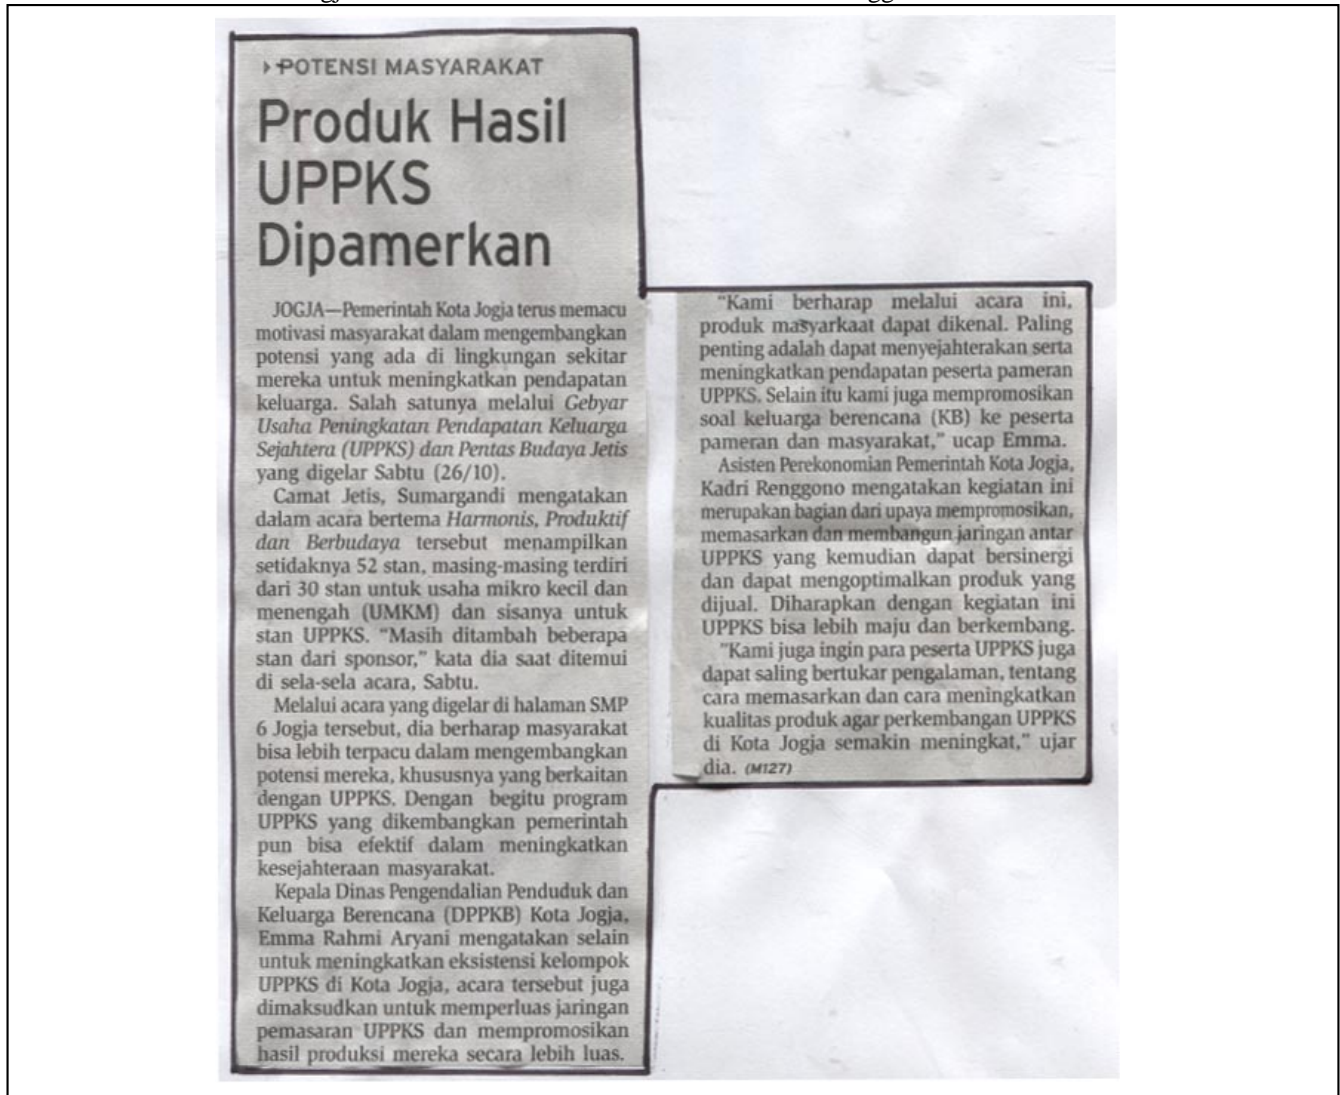 POTENSI MASYARAKAT
Produk Hasil
UPPKS
Dipamerkan
JOGJA—Pemerintah Kota Jogja terus memacu
motivasi masyarakat dalam mengembangkan
potensi yang ada di lingkungan sekitar
mereka untuk meningkatkan pendapatan
keluarga. Salah satunya melalui Gebyar
Usaha Peningkatan Pendapatan Keluarga
Sejahtera (UPPKS) dan Pentas Budaya Jetis
yang digelar Sabtu (26/10).
Camat Jetis, Sumargandi mengatakan
dalam acara bertema Harmonis, Produktif
dan Berbudaya tersebut menampilkan
setidaknya 52 stan, masing-masing terdiri
dari 30 stan untuk usaha mikro kecil dan
menengah (UMKM) dan sisanya untuk
stan UPPKS. “Masih ditambah beberapa
stan dari sponsor,” kata dia saat ditemui
di sela-sela acara, Sabtu.
Melalui acara yang digelar di halaman SMP
6 Jogja tersebut, dia berharap masyarakat
bisa lebih terpacu dalam mengembangkan
potensi mereka, khususnya yang berkaitan
dengan UPPKS. Dengan begitu program
UPPKS yang dikembangkan pemerintah
pun bisa efektif dalam meningkatkan
kesejahteraan masyarakat.
Kepala Dinas Pengendalian Penduduk dan
Keluarga Berencana (DPPKB) Kota Jogja,
Emma Rahmi Aryani mengatakan selain
untuk meningkatkan eksistensi kelompok
UPPKS di Kota Jogja, acara tersebut juga
dimaksudkan untuk memperluas jaringan
pemasaran UPPKS dan mempromosikan
hasil produksi mereka secara lebih luas.
“Kami berharap melalui acara ini,
produk masyarkaat dapat dikenal. Paling
penting adalah dapat menyejahterakan serta
meningkatkan pendapatan peserta pameran
UPPKS. Selain itu kami juga mempromosikan
soal keluarga berencana (KB) ke peserta
pameran dan masyarakat,” ucap Emma.
Asisten Perekonomian Pemerintah Kota Jogja,
Kadri Renggono mengatakan kegiatan ini
merupakan bagian dari upaya mempromosikan,
memasarkan dan membangun jaringan antar
UPPKS yang kemudian dapat bersinergi
dan dapat mengoptimalkan produk yang
dijual. Diharapkan dengan kegiatan ini
UPPKS bisa lebih maju dan berkembang.
“Kami juga ingin para peserta UPPKS juga
dapat saling bertukar pengalaman, tentang
cara memasarkan dan cara meningkatkan
kualitas produk agar perkembangan UPPKS
di Kota Jogja semakin meningkat,” ujar
dia. (M127)